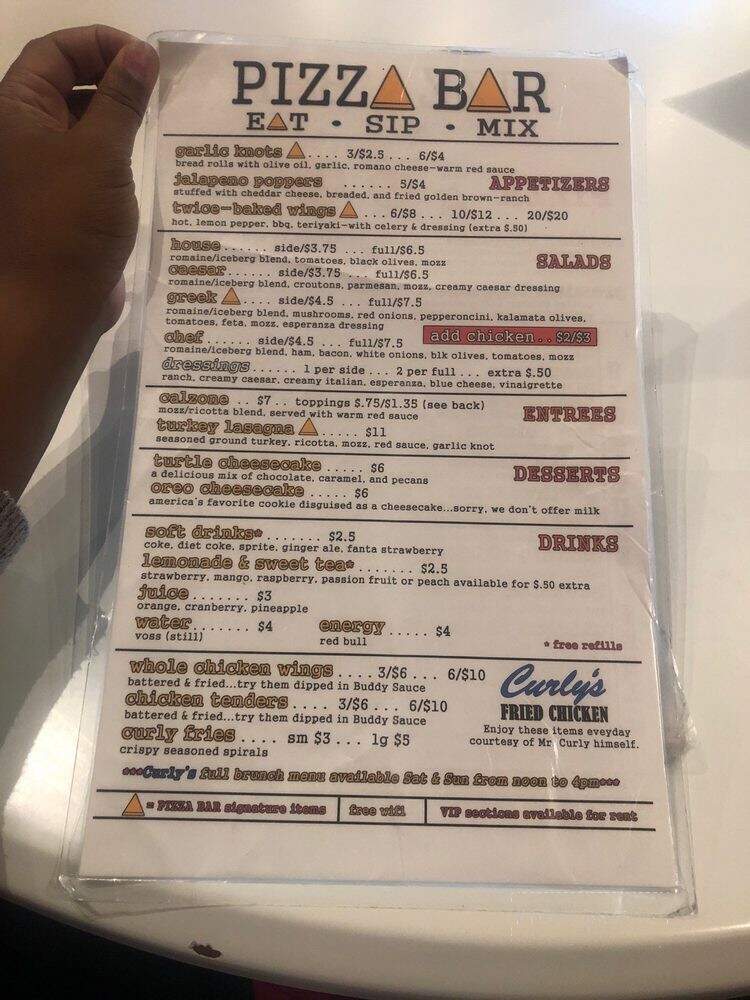 PIZZA BAR
EAT • SIP • MIX
garlic knots .... 3/$2.5 ... 6/$4
bread rolls with olive oil, garlic, romano cheese-warm red sauce
APPETIZERS
jalapeno poppers ...... 5/$4
stuffed with cheddar cheese, breaded, and fried golden brown-ranch
twice-baked wings ... 6/$8 ... 10/$12 ... 20/$20
hot, lemon pepper, bbq, teriyaki-with celery & dressing (extra $.50)
house ...... side/$3.75 ... full/$6.5
romaine/iceberg blend, tomatoes, black olives, mozz
SALADS
caesar ...... side/$3.75 ... full/$6.5
romaine/iceberg blend, croutons, parmesan, mozz, creamy caesar dressing
greek .... side/$4.5 ... full/$7.5
romaine/iceberg blend, mushrooms, red onions, pepperoncini, kalamata olives,
tomatoes, feta, mozz, esperanza dressing
add chicken .. $2/$3
chef ....... side/$4.5 ... full/$7.5
romaine/iceberg blend, ham, bacon, white onions, blk olives, tomatoes, mozz
dressings ...... 1 per side ... 2 per full ... extra $.50
ranch, creamy caesar, creamy italian, esperanza, blue cheese, vinaigrette
calzone .. $7 .. toppings $.75/$1.35 (see back)
mozz/ricotta blend, served with warm red sauce
ENTREES
turkey lasagna ..... $11
seasoned ground turkey, ricotta, mozz, red sauce, garlic knot
turtle cheesecake ..... $6
a delicious mix of chocolate, caramel, and pecans
DESSERTS
oreo cheesecake ..... $6
america's favorite cookie disguised as a cheesecake...sorry, we don't offer milk
soft drinks* ....... $2.5
coke, diet coke, sprite, ginger ale, fanta strawberry
DRINKS
lemonade & sweet tea* ....... $2.5
strawberry, mango, raspberry, passion fruit or peach available for $.50 extra
juice ....... $3
orange, cranberry, pineapple
water ....... $4
voss (still)
energy ..... $4
red bull
* free refills
whole chicken wings .... 3/$6 ... 6/$10
battered & fried...try them dipped in Buddy Sauce
chicken tenders .... 3/$6 ... 6/$10
battered & fried...try them dipped in Buddy Sauce
curly fries .... sm $3 ... lg $5
crispy seasoned spirals
Curly's
FRIED CHICKEN
Enjoy these items eveyday
courtesy of Mr. Curly himself.
***Curly's full brunch menu available Sat & Sun from noon to 4pm***
= PIZZA BAR signature items
free wifi
VIP sections available for rent